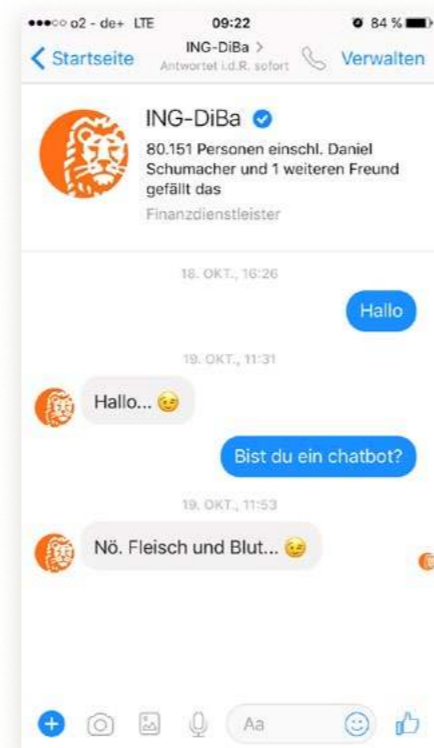 o2 - de+ LTE 09:22 84 %
Startseite ING-DiBa > Verwalten
Antwortet i.d.R. sofort
ING-DiBa
80.151 Personen einschl. Daniel
Schumacher und 1 weiteren Freund
gefällt das
Finanzdienstleister
18. OKT., 16:26
Hallo
19. OKT., 11:31
Hallo... 😉
Bist du ein chatbot?
19. OKT., 11:53
Nö. Fleisch und Blut... 😉
Aa